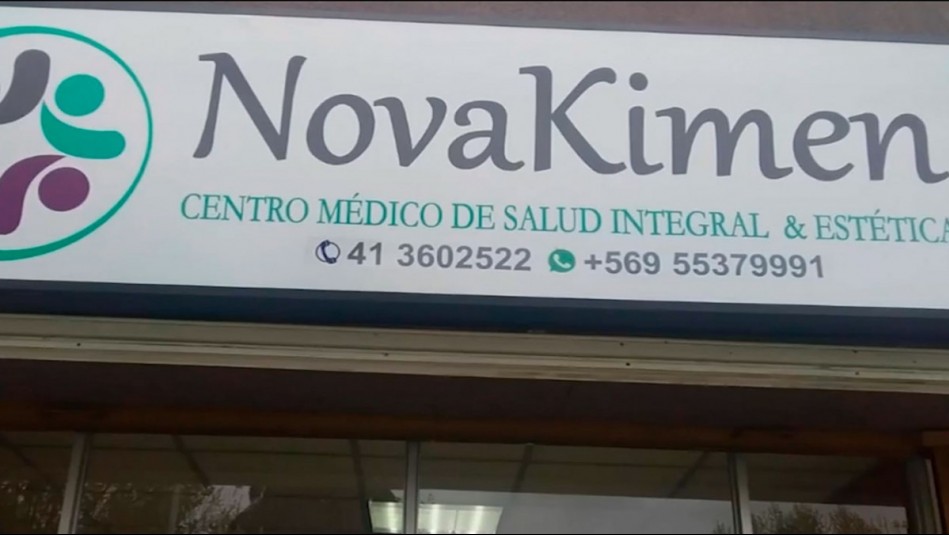 NovaKimen
CENTRO MÉDICO DE SALUD INTEGRAL & ESTÉTICA
41 3602522 +569 55379991